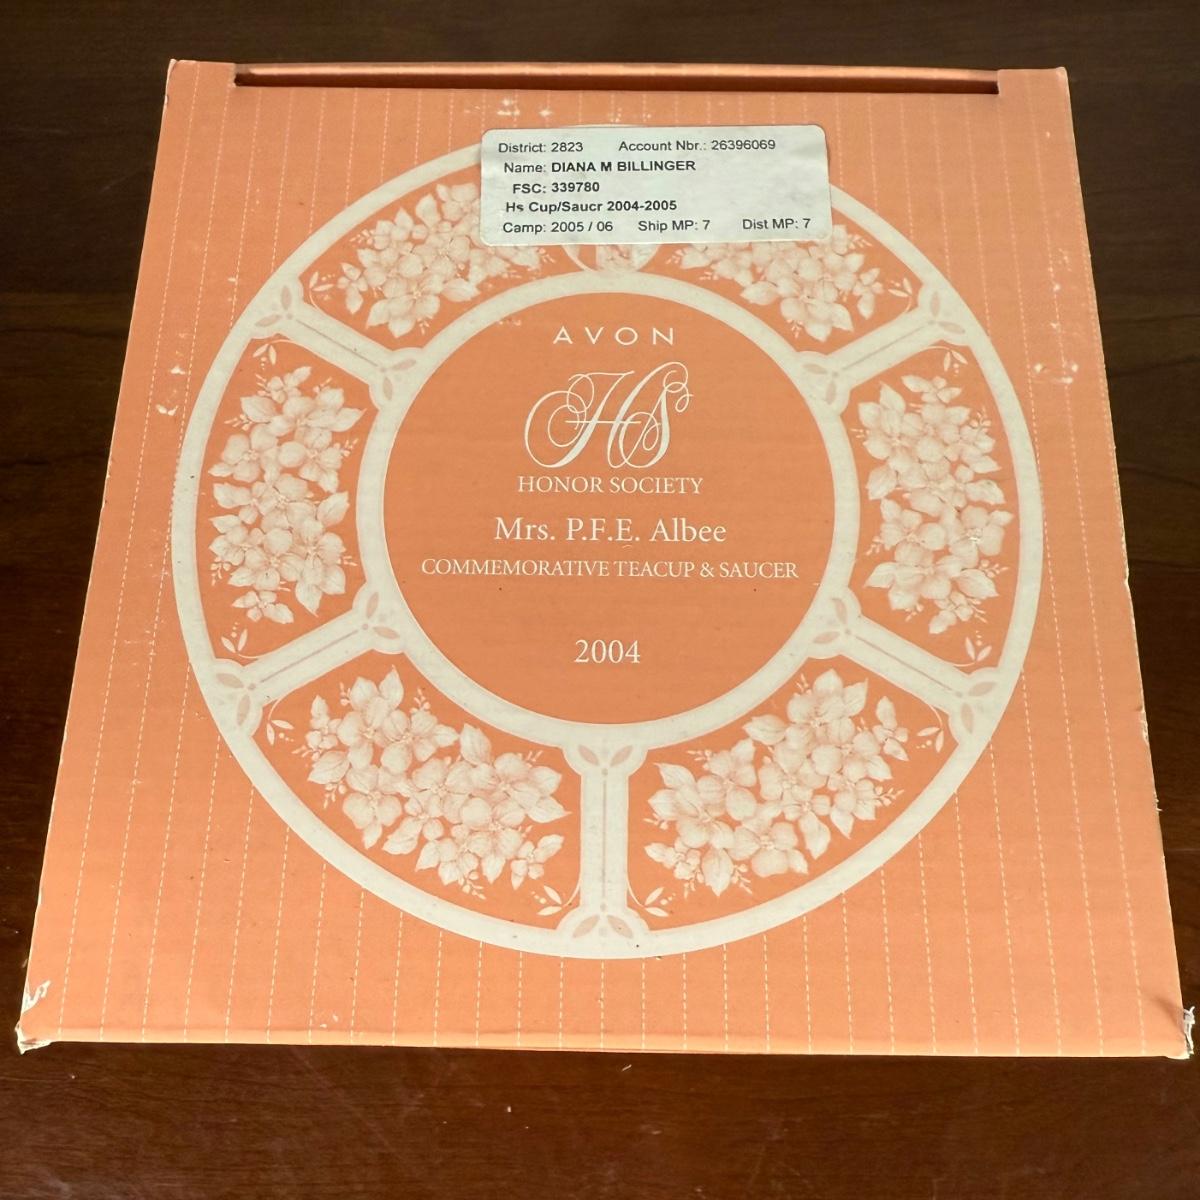 District: 2823 Account Nbr.: 26396069
Name: DIANA M BILLINGER
FSC: 339780
Hs Cup/Saucr 2004-2005
Camp: 2005 / 06 Ship MP: 7 Dist MP: 7
AVON
HS
HONOR SOCIETY
Mrs. P.F.E. Albee
COMMEMORATIVE TEACUP & SAUCER
2004